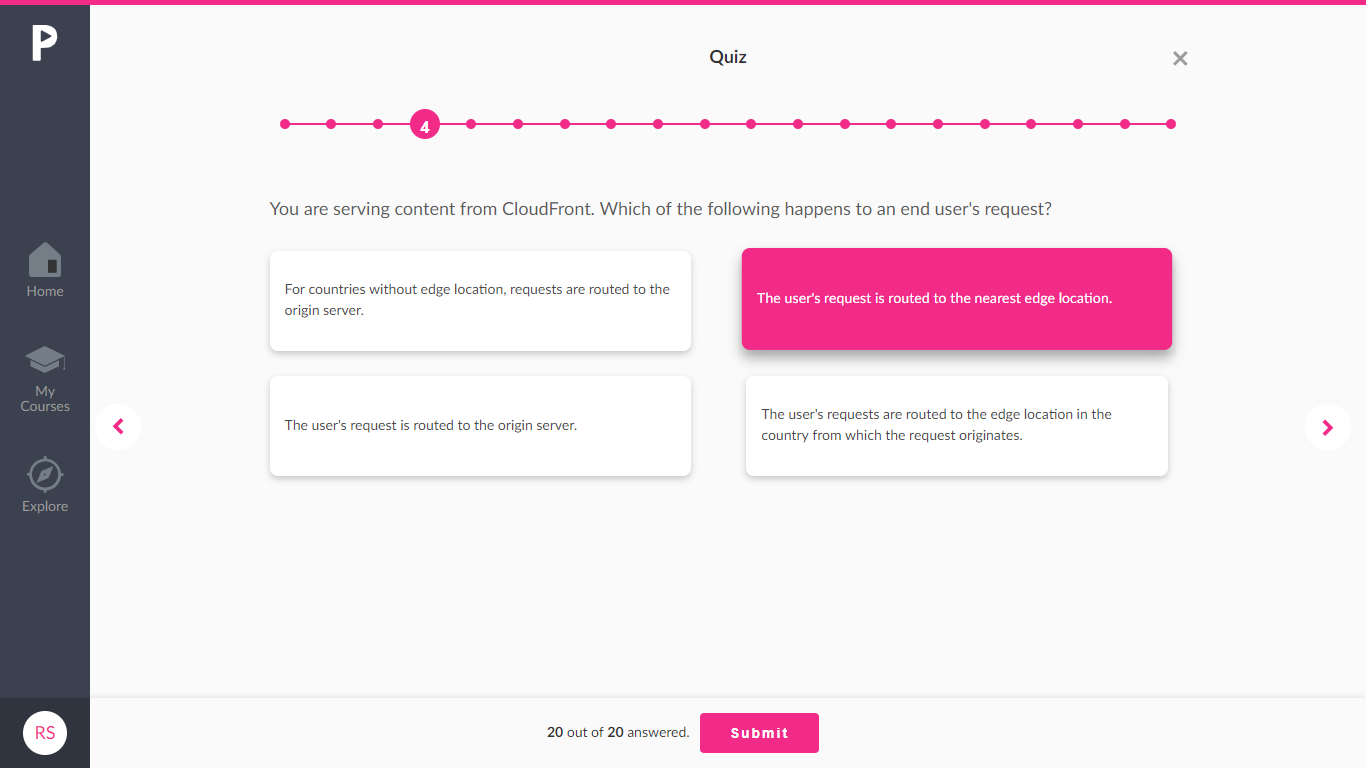 Quiz
4
You are serving content from CloudFront. Which of the following happens to an end user's request?
For countries without edge location, requests are routed to the
origin server.
The user's request is routed to the nearest edge location.
The user's request is routed to the origin server.
The user's requests are routed to the edge location in the
country from which the request originates.
Home
My
Courses
Explore
RS
20 out of 20 answered.
Submit